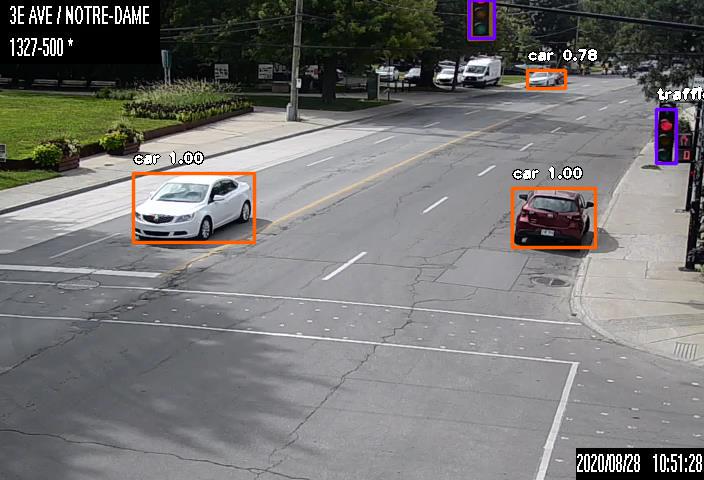 3E AVE / NOTRE-DAME
1327-500 *
car 0.78
traffi
car 1.00
car 1.00
2020/08/28 10:51:28